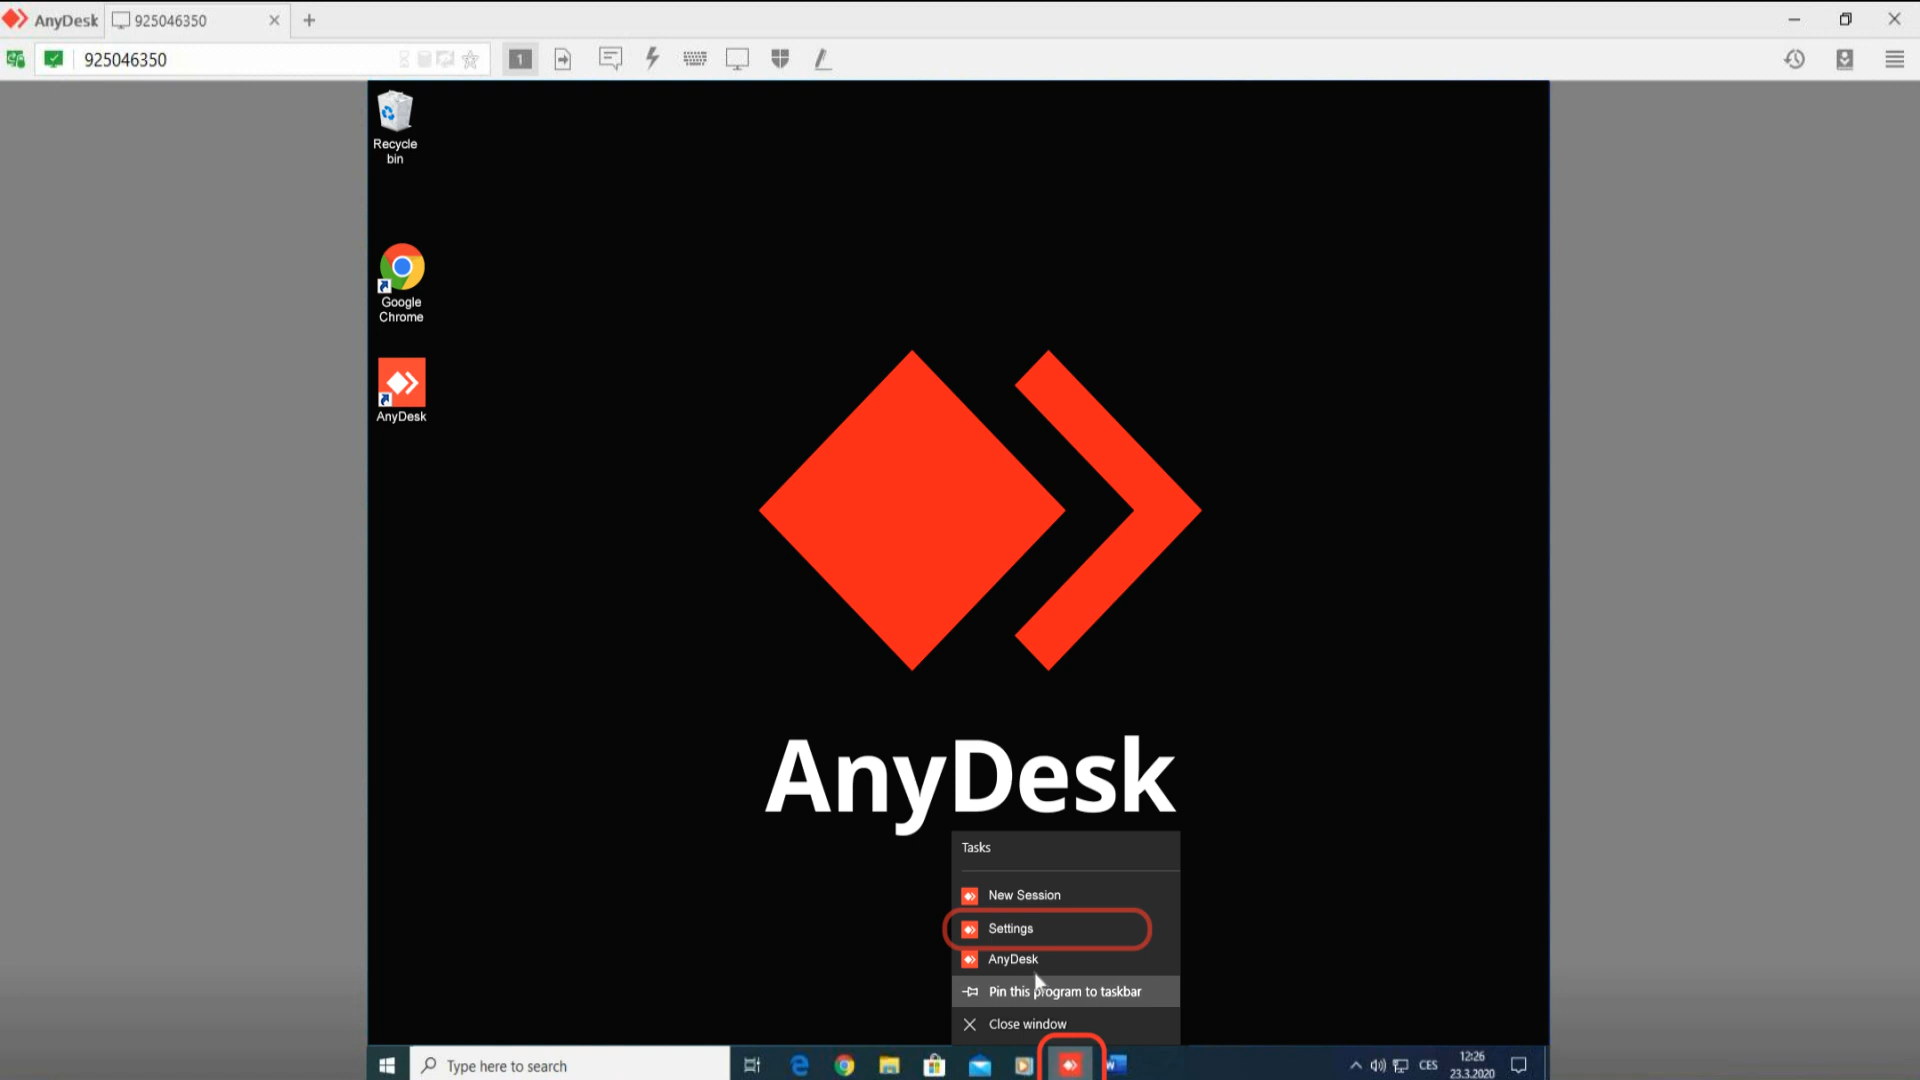 AnyDesk
925046350
925046350
1
Recycle
bin
Google
Chrome
AnyDesk
AnyDesk
Tasks
New Session
Settings
AnyDesk
Pin this program to taskbar
Close window
Type here to search
W
CES
12:26
23.3.2020